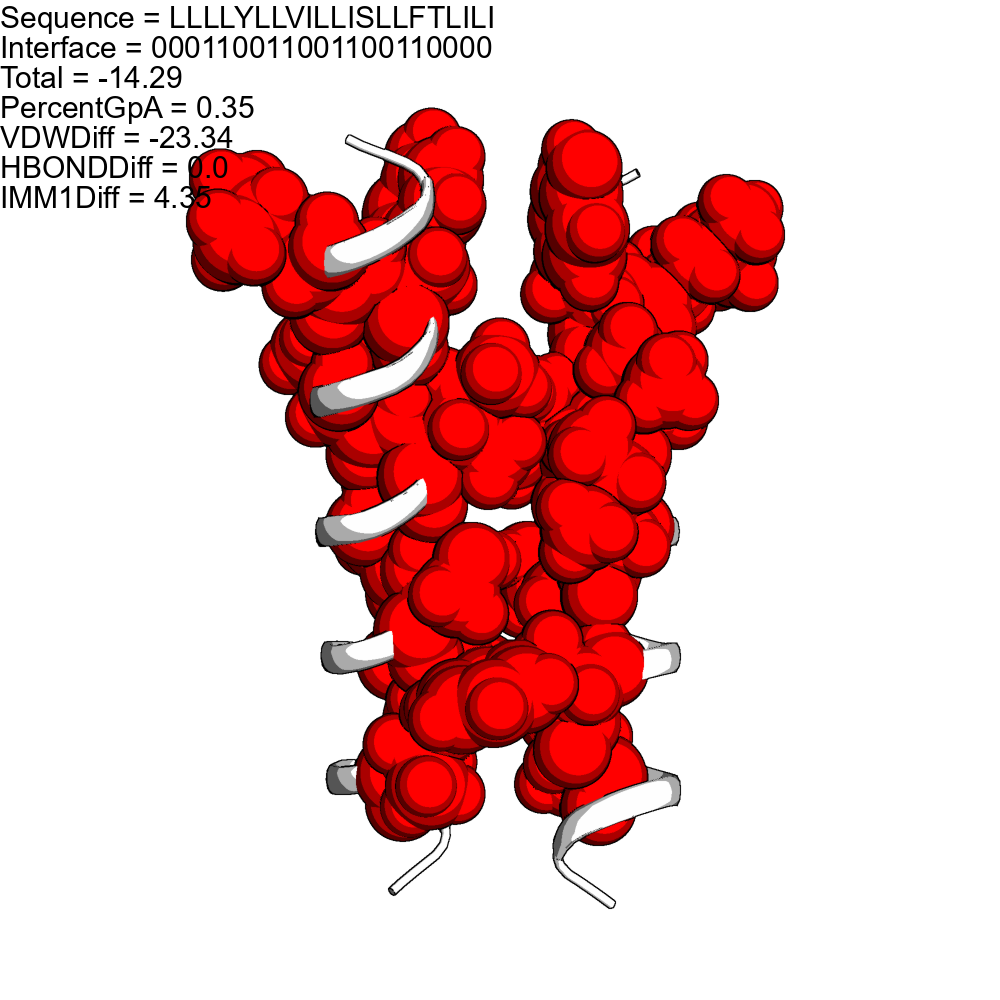 Sequence = LLLLYLLVILLISLLFTLILI
Interface = 000110011001100110000
Total = -14.29
PercentGpA = 0.35
VDWDiff = -23.34
HBONDDiff = 0.0
IMM1Diff = 4.35